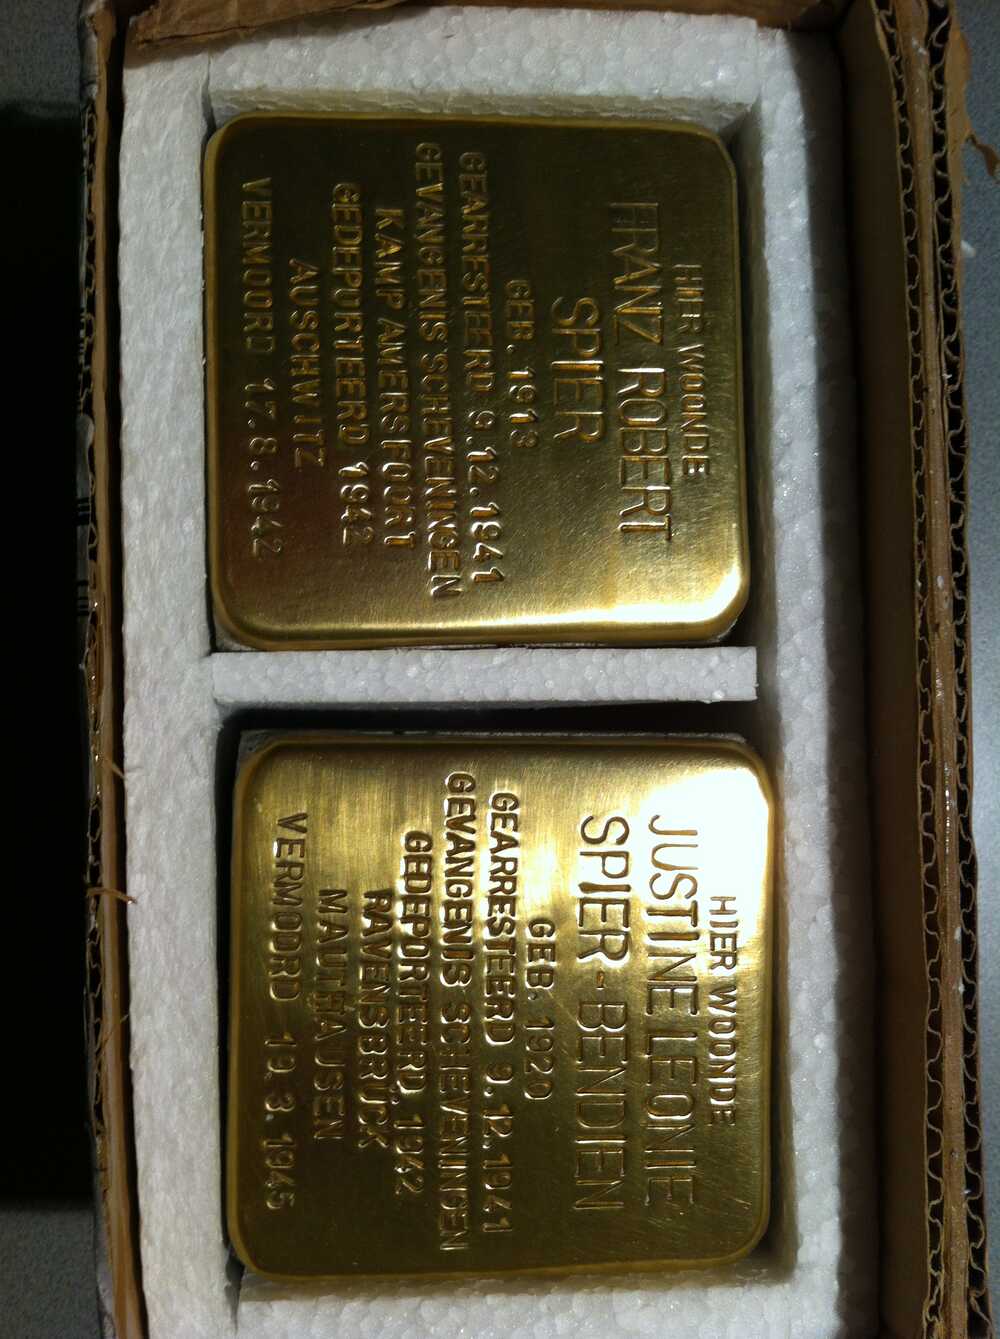 HIER WOONDE
FRANZ ROBERT
SPIER
GEB. 1913
GEARRESTEERD 9.12.1941
GEVANGENIS SCHEVENINGEN
KAMP AMERSFOORT
GEDEPORTEERD 1942
AUSCHWITZ
VERMOORD 17.8.1942
HIER WOONDE
JUSTINE LEONIE
SPIER-BENDIEN
GEB. 1920
GEARRESTEERD 9.12.1941
GEVANGENIS SCHEVENINGEN
GEDEPORTEERD 1942
RAVENSBRÜCK
MAUTHAUSEN
VERMOORD 19.3.1945